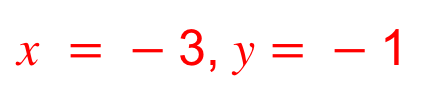 x = − 3, y = − 1